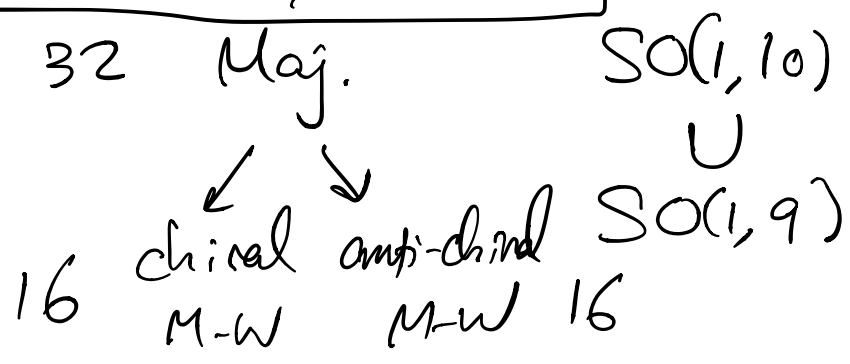 32 Maj. SO(1,10)
↙ ↘ ∪
chiral anti-chiral SO(1,9)
16 M-W M-W 16